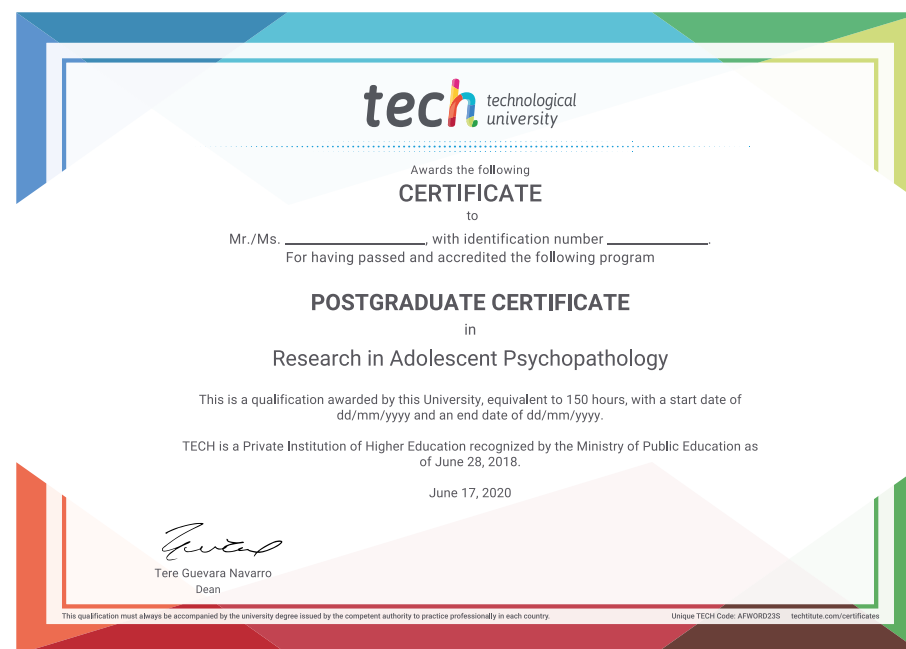 tech technological
university
Awards the following
CERTIFICATE
to
Mr./Ms. ____________________, with identification number ______________.
For having passed and accredited the following program
POSTGRADUATE CERTIFICATE
in
Research in Adolescent Psychopathology
This is a qualification awarded by this University, equivalent to 150 hours, with a start date of
dd/mm/yyyy and an end date of dd/mm/yyyy.
TECH is a Private Institution of Higher Education recognized by the Ministry of Public Education as
of June 28, 2018.
June 17, 2020
Tere Guevara Navarro
Dean
This qualification must always be accompanied by the university degree issued by the competent authority to practice professionally in each country.
Unique TECH Code: AFWORD23S techtitute.com/certificates